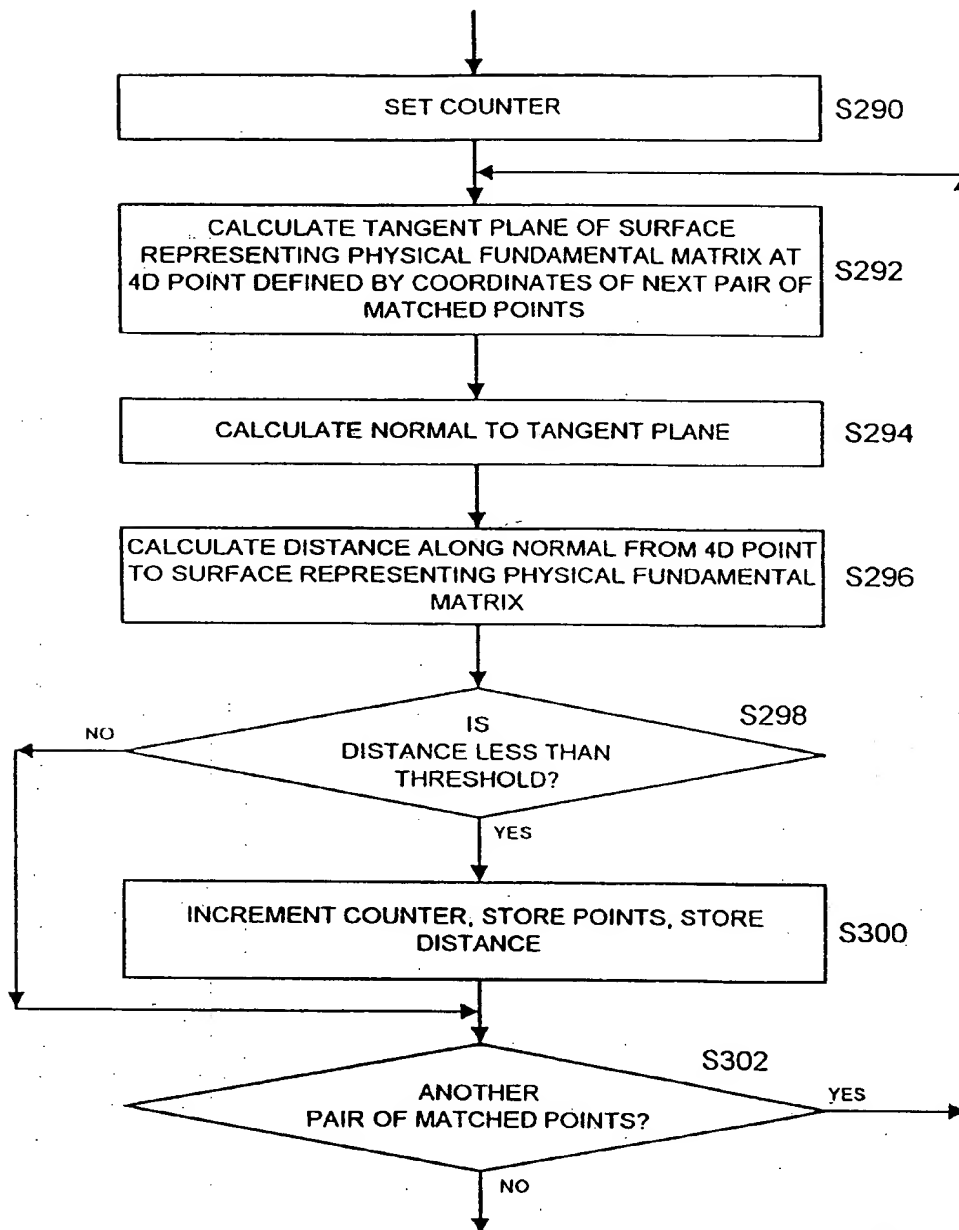 SET COUNTER
S290
CALCULATE TANGENT PLANE OF SURFACE
REPRESENTING PHYSICAL FUNDAMENTAL MATRIX AT
4D POINT DEFINED BY COORDINATES OF NEXT PAIR OF
MATCHED POINTS
S292
CALCULATE NORMAL TO TANGENT PLANE
S294
CALCULATE DISTANCE ALONG NORMAL FROM 4D POINT
TO SURFACE REPRESENTING PHYSICAL FUNDAMENTAL
MATRIX
S296
S298
NO
IS
DISTANCE LESS THAN
THRESHOLD?
YES
INCREMENT COUNTER, STORE POINTS, STORE
DISTANCE
S300
S302
ANOTHER
PAIR OF MATCHED POINTS?
YES
NO